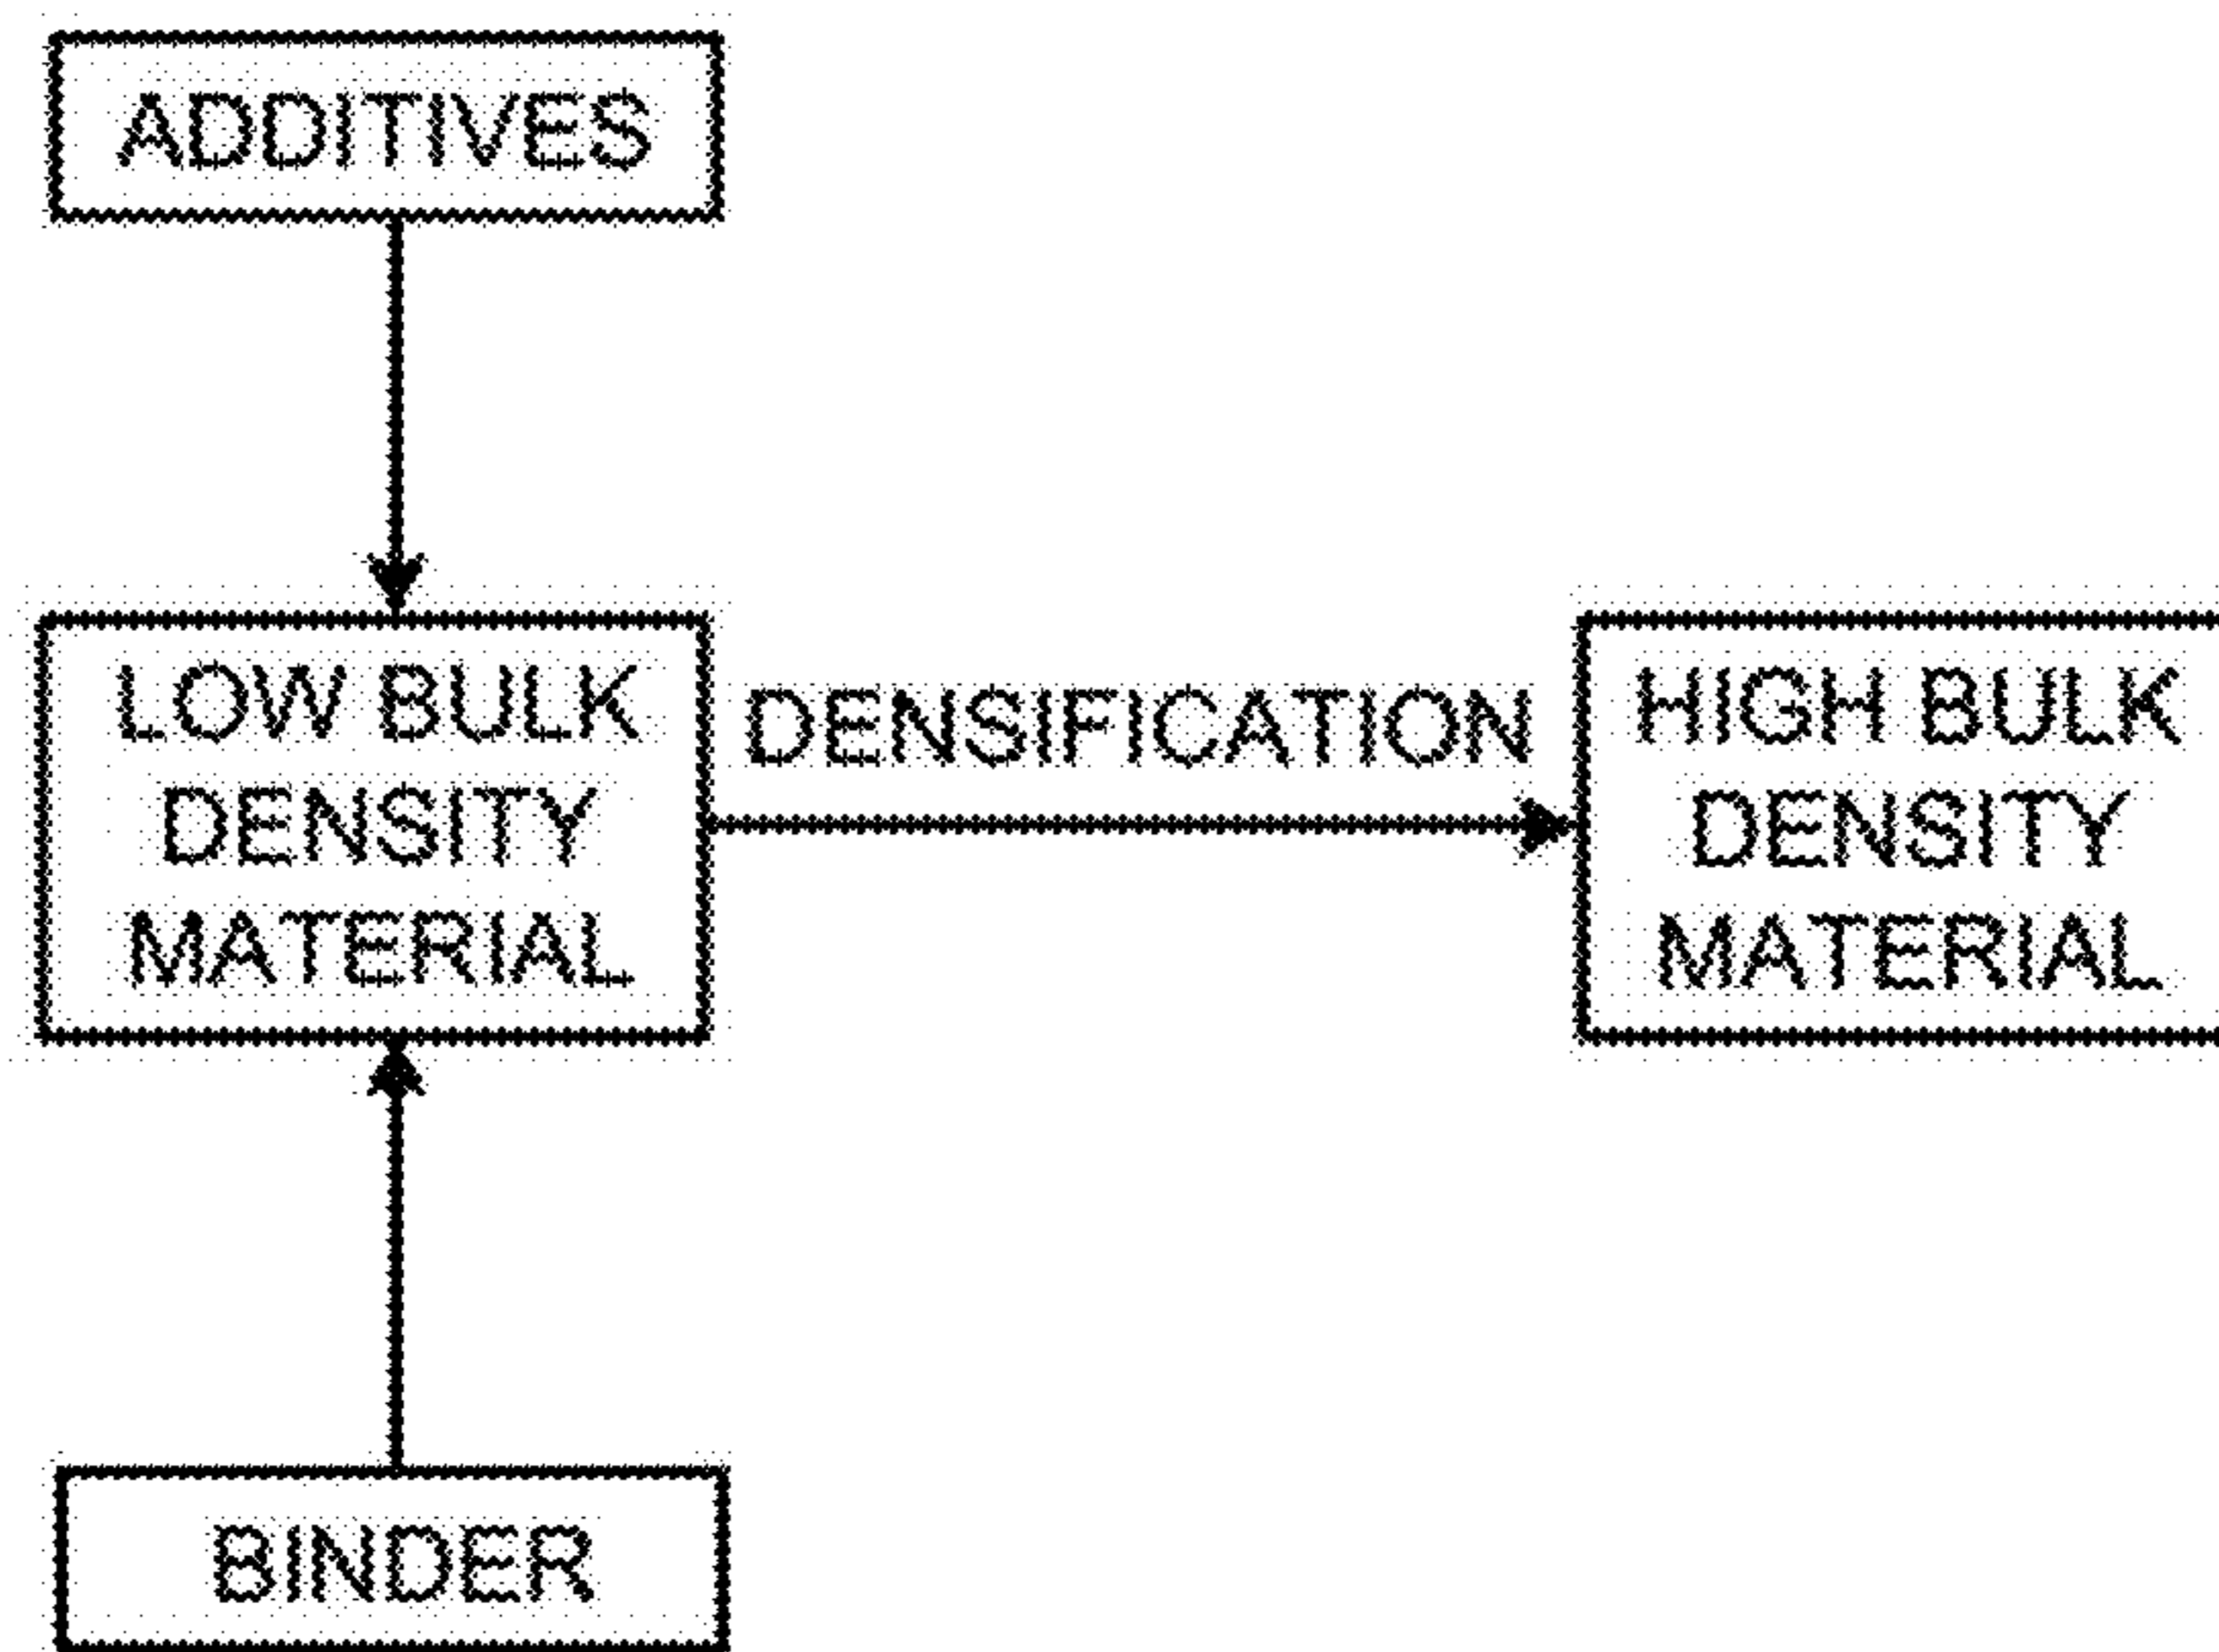 ADDITIVES
LOW BULK
DENSITY
MATERIAL
DENSIFICATION
HIGH BULK
DENSITY
MATERIAL
BINDER